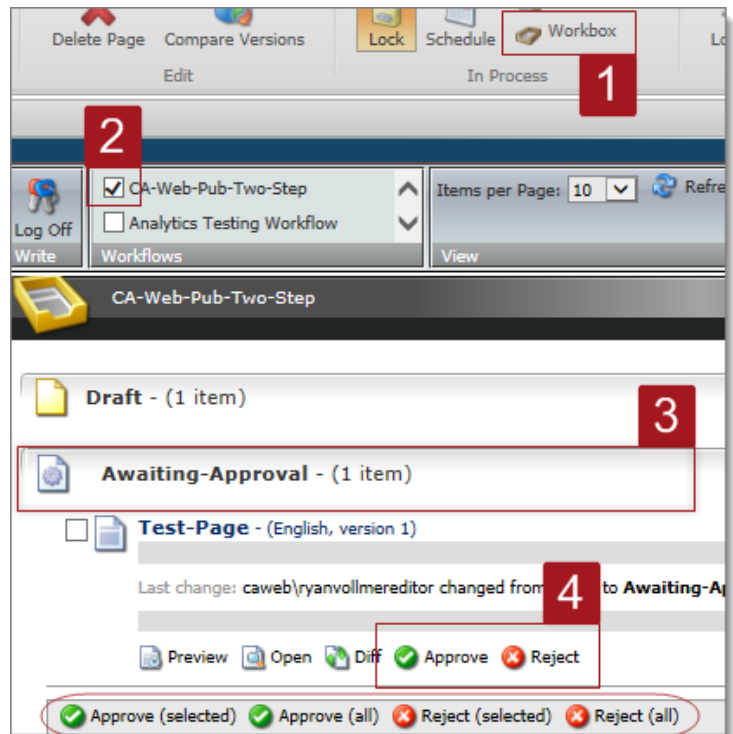 Delete Page Compare Versions Lock Schedule Workbox Lo
Edit In Process
1
2
CA-Web-Pub-Two-Step Items per Page: 10 Refre
Log Off Analytics Testing Workflow
Write Workflows View
CA-Web-Pub-Two-Step
Draft - (1 item)
3
Awaiting-Approval - (1 item)
Test-Page - (English, version 1)
4
Last change: caweb\ryanvollmereditor changed from to Awaiting-Ap
Preview Open Diff Approve Reject
Approve (selected) Approve (all) Reject (selected) Reject (all)